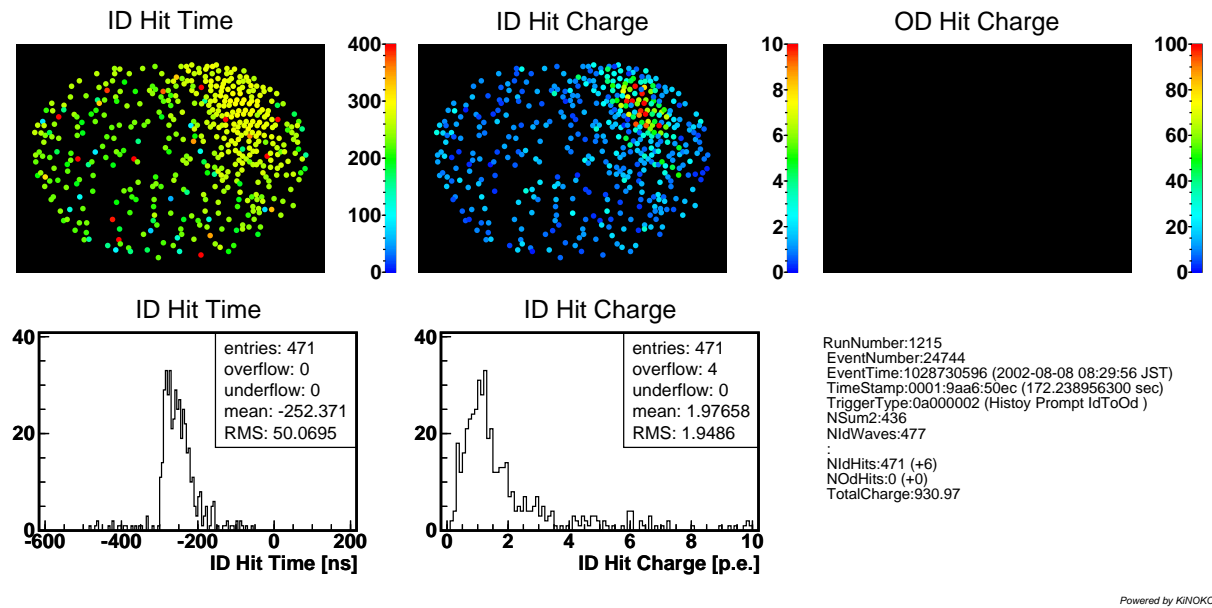 ID Hit Time
ID Hit Charge
OD Hit Charge
400
300
200
100
0
10
8
6
4
2
0
100
80
60
40
20
0
ID Hit Time
40
20
0
entries: 471
overflow: 0
underflow: 0
mean: -252.371
RMS: 50.0695
-600
-400
-200
0
200
ID Hit Time [ns]
ID Hit Charge
40
20
0
entries: 471
overflow: 4
underflow: 0
mean: 1.97658
RMS: 1.9486
0
2
4
6
8
10
ID Hit Charge [p.e.]
RunNumber:1215
EventNumber:24744
EventTime:1028730596 (2002-08-08 08:29:56 JST)
TimeStamp:0001:9aa6:50ec (172.238956300 sec)
TriggerType:0a000002 (Histoy Prompt IdToOd )
NSum2:436
NIdWaves:477
:
NIdHits:471 (+6)
NOdHits:0 (+0)
TotalCharge:930.97
Powered by KiNOKO